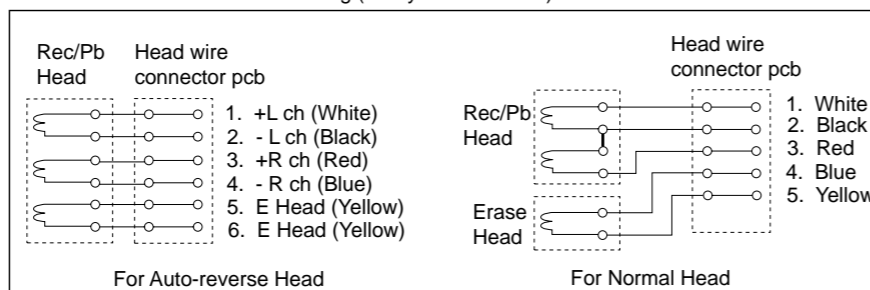 Rec/Pb Head
Head wire connector pcb
1. +L ch (White)
2. - L ch (Black)
3. +R ch (Red)
4. - R ch (Blue)
5. E Head (Yellow)
6. E Head (Yellow)
For Auto-reverse Head
Head wire connector pcb
Rec/Pb Head
Erase Head
1. White
2. Black
3. Red
4. Blue
5. Yellow
For Normal Head